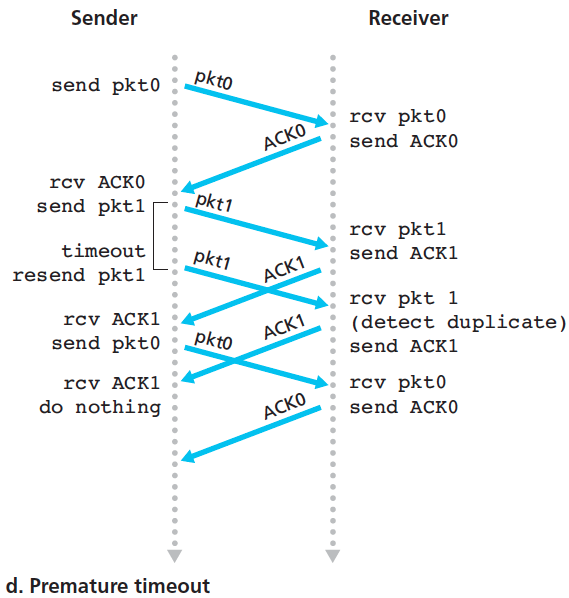 Sender
Receiver
send pkt0
pkt0
rcv pkt0
send ACK0
ACK0
rcv ACK0
send pkt1
pkt1
rcv pkt1
send ACK1
timeout
resend pkt1
pkt1
ACK1
rcv pkt 1
(detect duplicate)
send ACK1
rcv ACK1
send pkt0
pkt0
ACK1
rcv pkt0
send ACK0
rcv ACK1
do nothing
ACK0
d. Premature timeout